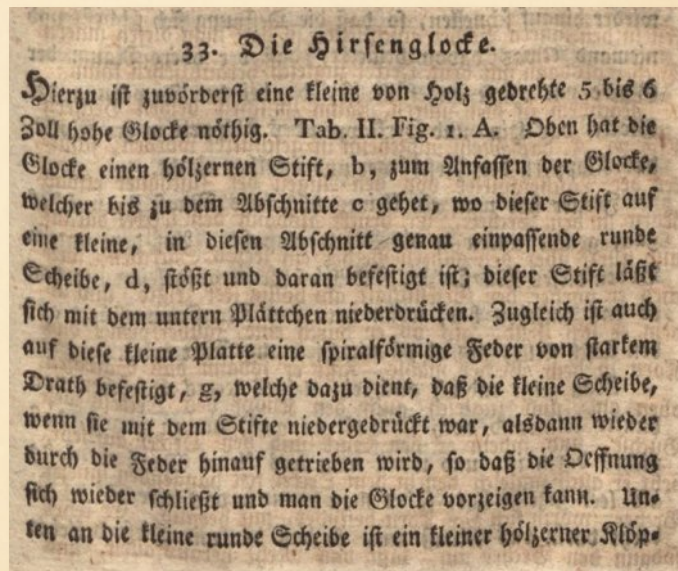 33. Die Hirsenglocke.
Hierzu ist zuvörderst eine kleine von Holz gedrehte 5 bis 6
Zoll hohe Glocke nöthig. Tab. II. Fig. 1. A. Oben hat die
Glocke einen hölzernen Stift, b, zum Anfassen der Glocke,
welcher bis zu dem Abschnitte c gehet, wo dieser Stift auf
eine kleine, in diesen Abschnitt genau einpassende runde
Scheibe, d, stößt und daran befestigt ist; dieser Stift läßt
sich mit dem untern Plättchen niederdrücken. Zugleich ist auch
auf diese kleine Platte eine spiralförmige Feder von starkem
Drath befestigt, g, welche dazu dient, daß die kleine Scheibe,
wenn sie mit dem Stifte niedergedrückt war, alsdann wieder
durch die Feder hinauf getrieben wird, so daß die Oeffnung
sich wieder schließt und man die Glocke vorzeigen kann. Un-
ten an die kleine runde Scheibe ist ein kleiner hölzerner Klöp-